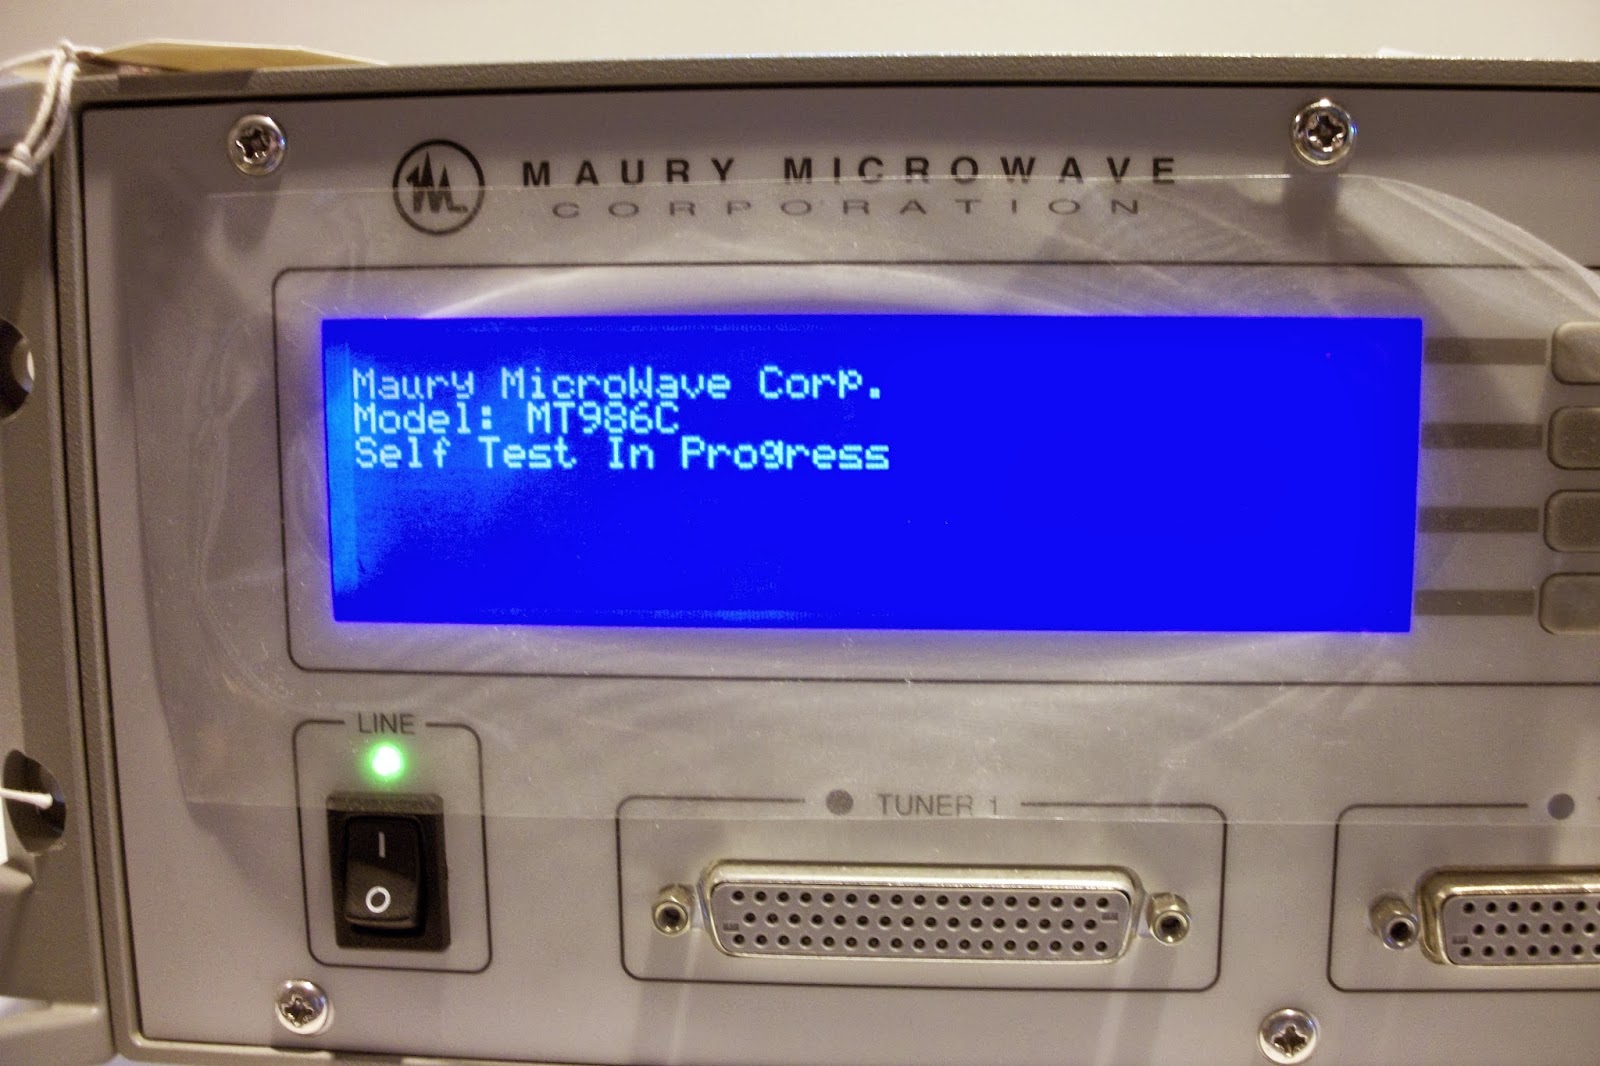 MAURY MICROWAVE
CORPORATION
Maury MicroWave Corp.
Model: MT986C
Self Test In Progress
LINE
I
O
TUNER 1